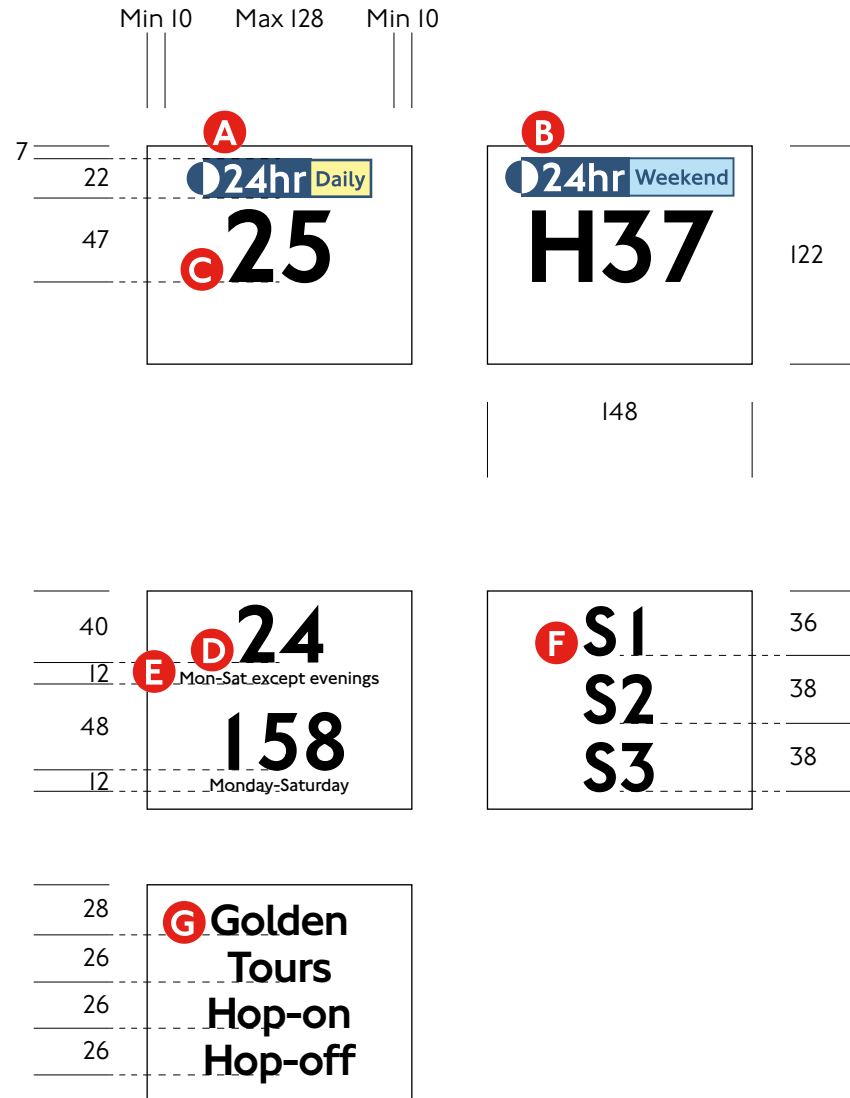 Min 10 Max 128 Min 10
A B
7
22 24hr Daily 24hr Weekend
47 C 25 H37 122
148
40 D 24 F S1 36
12 E Mon-Sat except evenings
S2 38
48 158
S3 38
12 Monday-Saturday
28 G Golden
26 Tours
26 Hop-on
26 Hop-off